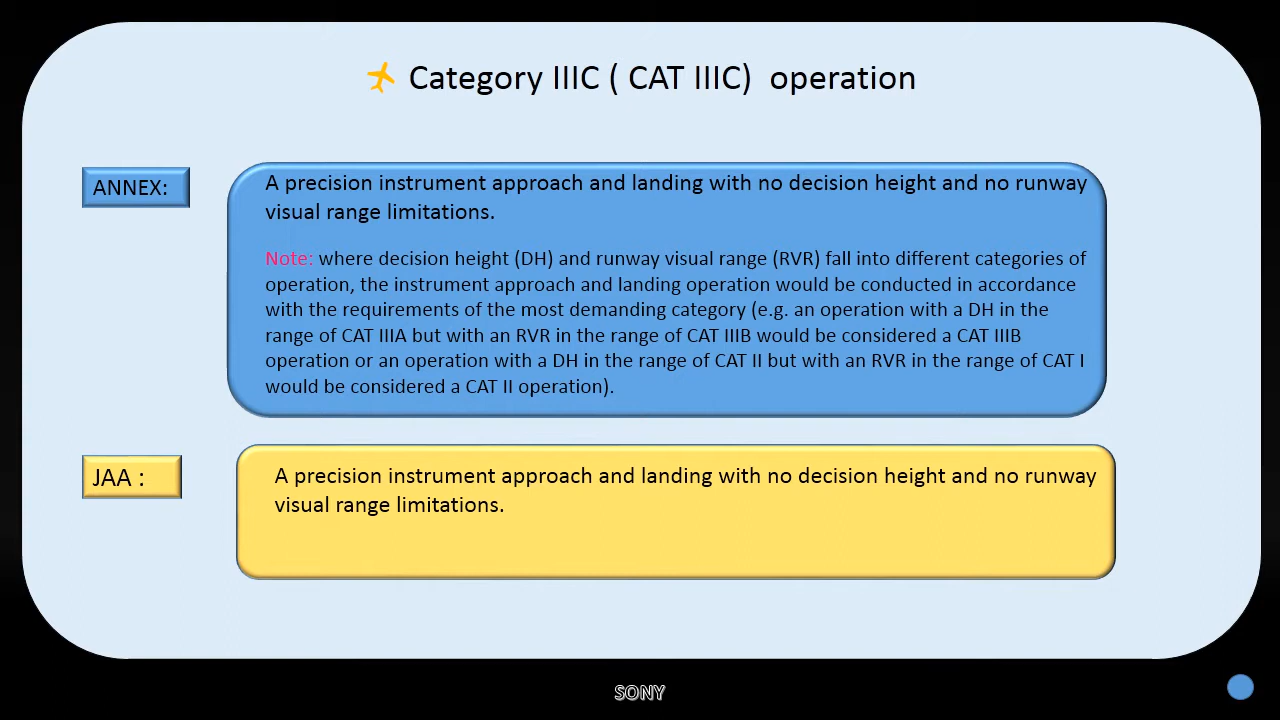 Category IIIC ( CAT IIIC) operation
ANNEX:
A precision instrument approach and landing with no decision height and no runway
visual range limitations.
Note: where decision height (DH) and runway visual range (RVR) fall into different categories of
operation, the instrument approach and landing operation would be conducted in accordance
with the requirements of the most demanding category (e.g. an operation with a DH in the
range of CAT IIIA but with an RVR in the range of CAT IIIB would be considered a CAT IIIB
operation or an operation with a DH in the range of CAT II but with an RVR in the range of CAT I
would be considered a CAT II operation).
JAA :
A precision instrument approach and landing with no decision height and no runway
visual range limitations.
SONY